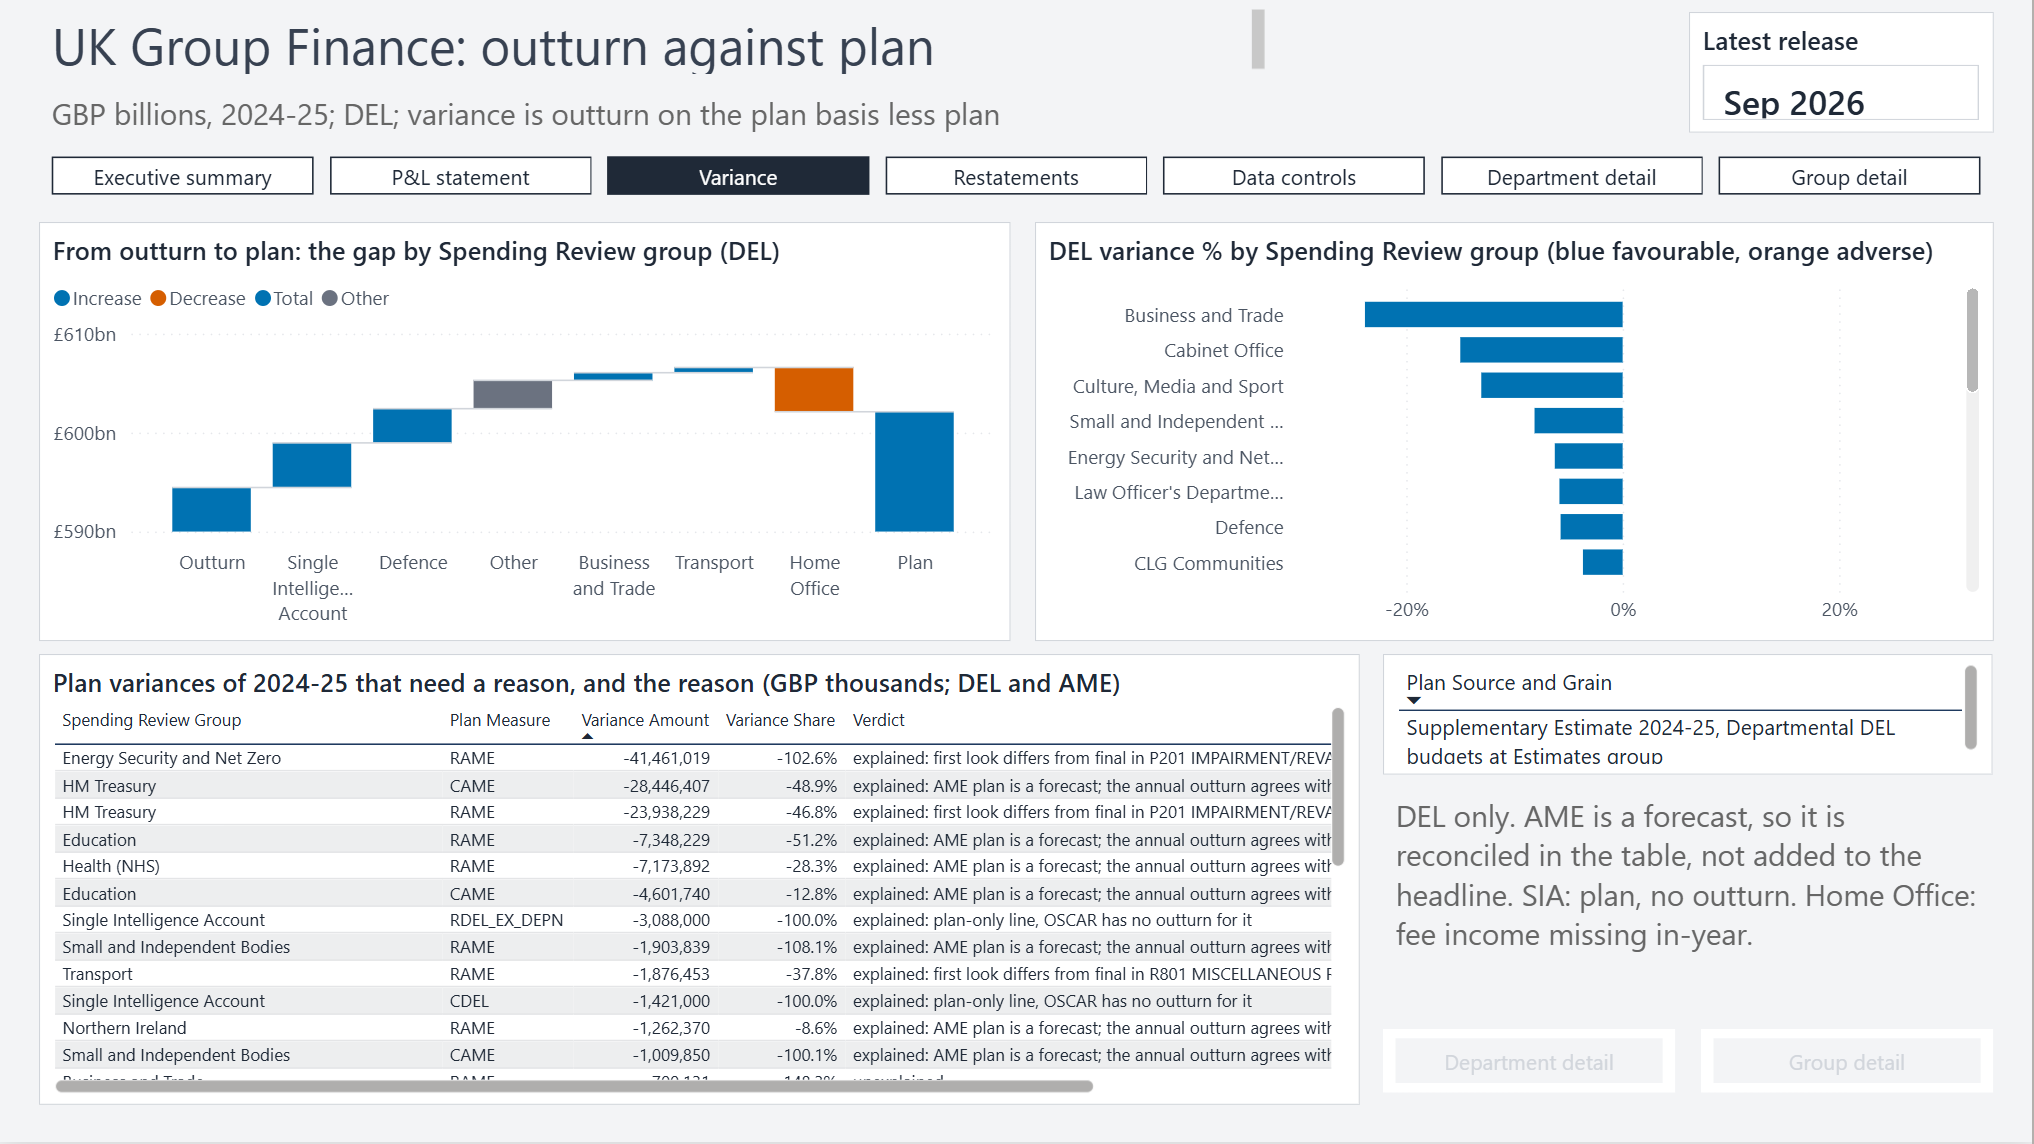 UK Group Finance: outturn against plan
GBP billions, 2024-25; DEL; variance is outturn on the plan basis less plan
Latest release
Sep 2026
Executive summary
P&L statement
Variance
Restatements
Data controls
Department detail
Group detail
From outturn to plan: the gap by Spending Review group (DEL)
Increase Decrease Total Other
£610bn
£600bn
£590bn
Outturn
Single
Intellige...
Account
Defence
Other
Business
and Trade
Transport
Home
Office
Plan
DEL variance % by Spending Review group (blue favourable, orange adverse)
Business and Trade
Cabinet Office
Culture, Media and Sport
Small and Independent ...
Energy Security and Net...
Law Officer's Departme...
Defence
CLG Communities
-20% 0% 20%
Plan variances of 2024-25 that need a reason, and the reason (GBP thousands; DEL and AME)
Spending Review Group Plan Measure Variance Amount Variance Share Verdict
Energy Security and Net Zero RAME -41,461,019 -102.6% explained: first look differs from final in P201 IMPAIRMENT/REVA
HM Treasury CAME -28,446,407 -48.9% explained: AME plan is a forecast; the annual outturn agrees with
HM Treasury RAME -23,938,229 -46.8% explained: first look differs from final in P201 IMPAIRMENT/REVA
Education RAME -7,348,229 -51.2% explained: AME plan is a forecast; the annual outturn agrees with
Health (NHS) RAME -7,173,892 -28.3% explained: AME plan is a forecast; the annual outturn agrees with
Education CAME -4,601,740 -12.8% explained: AME plan is a forecast; the annual outturn agrees with
Single Intelligence Account RDEL_EX_DEPN -3,088,000 -100.0% explained: plan-only line, OSCAR has no outturn for it
Small and Independent Bodies RAME -1,903,839 -108.1% explained: AME plan is a forecast; the annual outturn agrees with
Transport RAME -1,876,453 -37.8% explained: first look differs from final in R801 MISCELLANEOUS
Single Intelligence Account CDEL -1,421,000 -100.0% explained: plan-only line, OSCAR has no outturn for it
Northern Ireland RAME -1,262,370 -8.6% explained: AME plan is a forecast; the annual outturn agrees with
Small and Independent Bodies CAME -1,009,850 -100.1% explained: AME plan is a forecast; the annual outturn agrees with
Plan Source and Grain
Supplementary Estimate 2024-25, Departmental DEL
budgets at Estimates group
DEL only. AME is a forecast, so it is
reconciled in the table, not added to the
headline. SIA: plan, no outturn. Home Office:
fee income missing in-year.
Department detail
Group detail